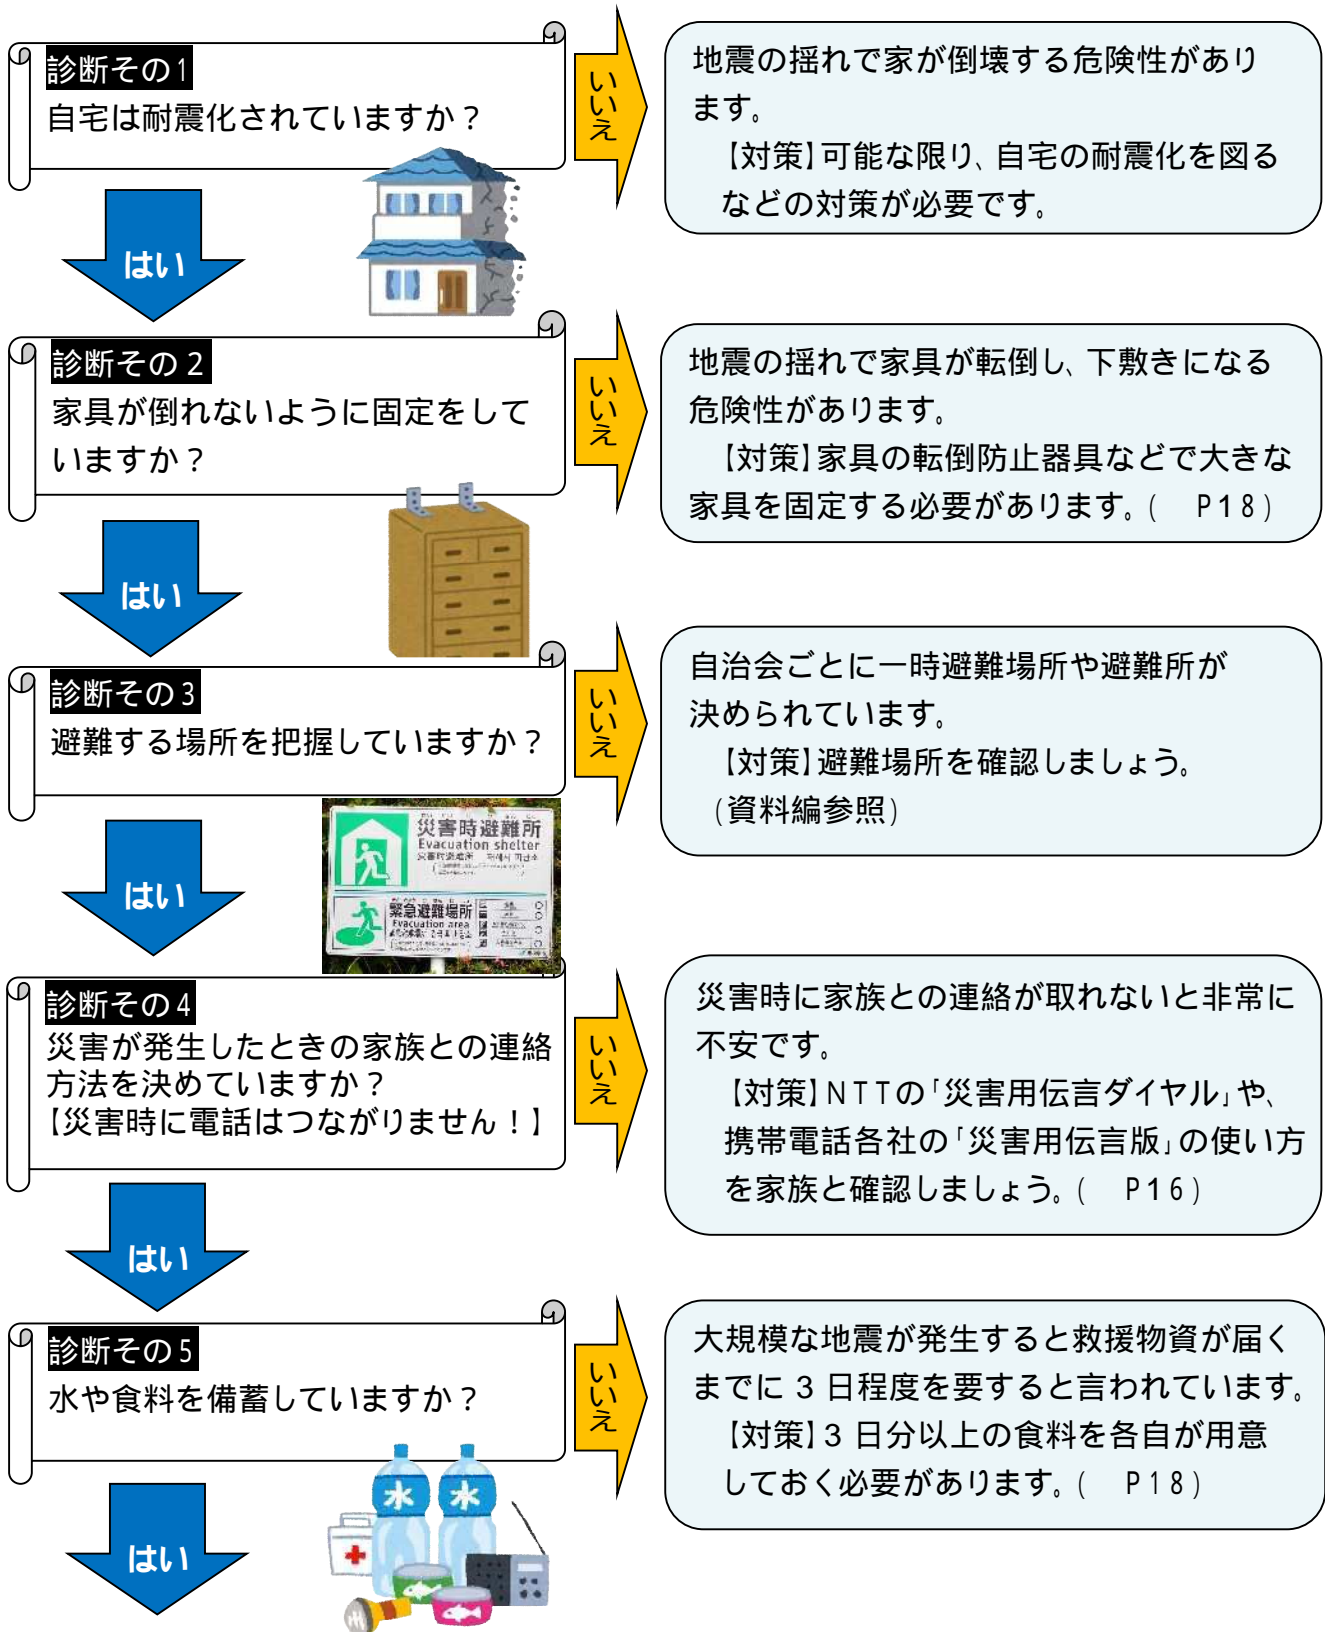 診断その1
自宅は耐震化されていますか？
いいえ
地震の揺れで家が倒壊する危険性があり
ます。
【対策】可能な限り、自宅の耐震化を図る
などの対策が必要です。
はい
診断その2
家具が倒れないように固定をして
いますか？
いいえ
地震の揺れで家具が転倒し、下敷きになる
危険性があります。
【対策】家具の転倒防止器具などで大きな
家具を固定する必要があります。(　P18)
はい
診断その3
避難する場所を把握していますか？
いいえ
自治会ごとに一時避難場所や避難所が
決められています。
【対策】避難場所を確認しましょう。
(資料編参照)
はい
災害時避難所
Evacuation shelter
緊急避難場所
Evacuation area
診断その4
災害が発生したときの家族との連絡
方法を決めていますか？
【災害時に電話はつながりません！】
いいえ
災害時に家族との連絡が取れないと非常に
不安です。
【対策】NTTの「災害用伝言ダイヤル」や、
携帯電話各社の「災害用伝言版」の使い方
を家族と確認しましょう。(　P16)
はい
診断その5
水や食料を備蓄していますか？
いいえ
大規模な地震が発生すると救援物資が届く
までに3日程度を要すると言われています。
【対策】3日分以上の食料を各自が用意
しておく必要があります。(　P18)
水 水
はい